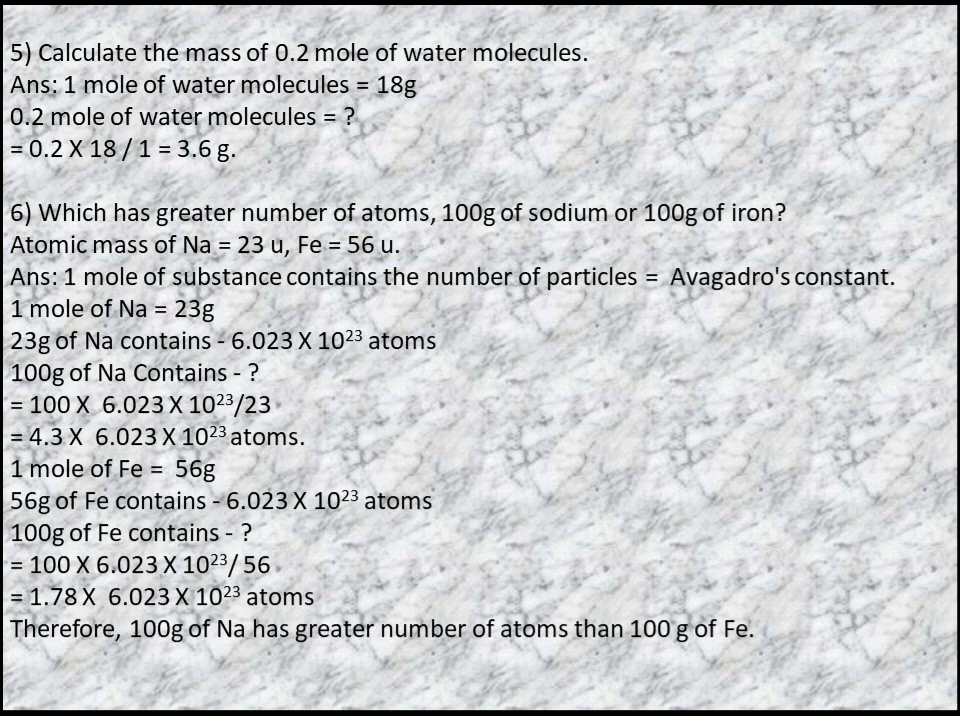 5) Calculate the mass of 0.2 mole of water molecules.
Ans: 1 mole of water molecules = 18g
0.2 mole of water molecules = ?
= 0.2 X 18 / 1 = 3.6 g.
6) Which has greater number of atoms, 100g of sodium or 100g of iron?
Atomic mass of Na = 23 u, Fe = 56 u.
Ans: 1 mole of substance contains the number of particles = Avagadro's constant.
1 mole of Na = 23g
23g of Na contains - 6.023 X 10²³ atoms
100g of Na Contains - ?
= 100 X 6.023 X 10²³/23
= 4.3 X 6.023 X 10²³ atoms.
1 mole of Fe = 56g
56g of Fe contains - 6.023 X 10²³ atoms
100g of Fe contains - ?
= 100 X 6.023 X 10²³/ 56
= 1.78 X 6.023 X 10²³ atoms
Therefore, 100g of Na has greater number of atoms than 100 g of Fe.